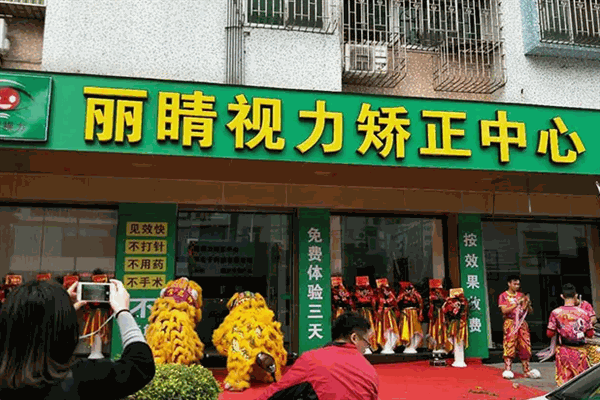 丽睛视力矫正中心
见效快
不打针
不用药
不手术
不
免费体验三天
按效果收费